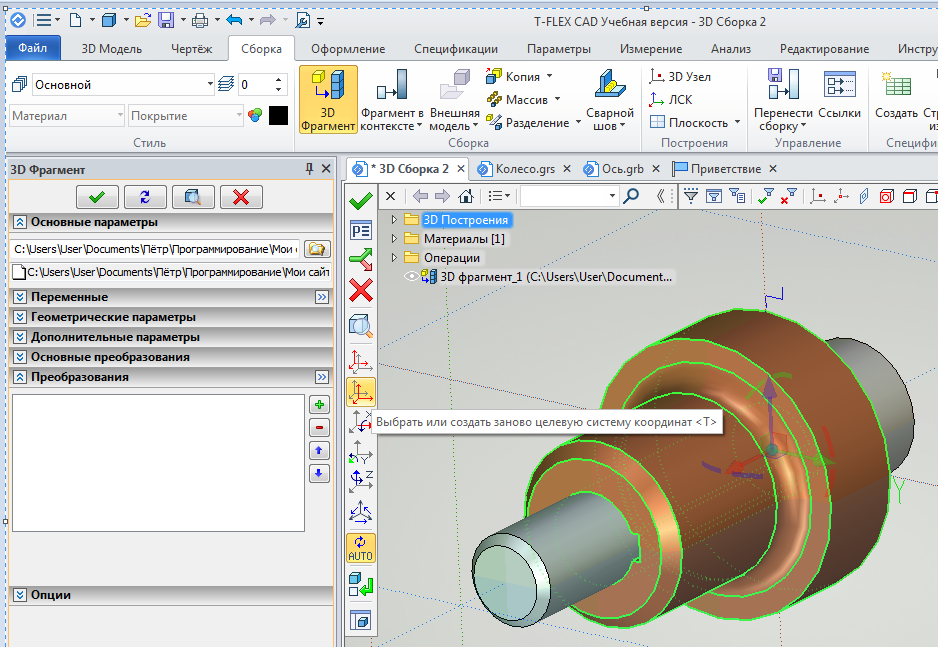 T-FLEX CAD Учебная версия - 3D Сборка 2
Файл 3D Модель Чертёж Сборка Оформление Спецификации Параметры Измерение Анализ Редактирование Инстру
Основной 0
Материал Покрытие
Стиль
3D Фрагмент
Фрагмент в контексте
Внешняя модель
Копия
Массив
Разделение
Сварной шов
Сборка
3D Узел
ЛСК
Плоскость
Построения
Перенести сборку
Ссылки
Управление
Создать
Специфи
3D Фрагмент
* 3D Сборка 2 Колесо.grs Ось.grb Приветствие
Основные параметры
C:\Users\User\Documents\Пётр\Программирование\Мои
C:\Users\User\Documents\Пётр\Программирование\Мои сайт
Переменные
Геометрические параметры
Дополнительные параметры
Основные преобразования
Преобразования
Опции
AUTO
3D Построения
Материалы [1]
Операции
3D фрагмент_1 (C:\Users\User\Document...
Выбрать или создать заново целевую систему координат <T>